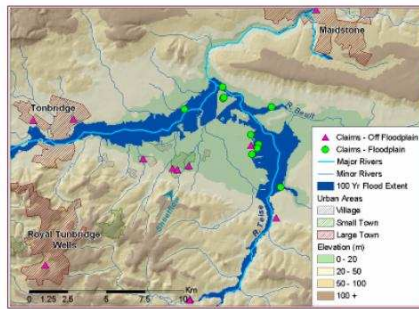 Maidstone
Tonbridge
R. Beult
R. Teise
Royal Tunbridge
Wells
Km
0 1.25 2.5 5 7.5 10
Claims - Off Floodplain
Claims - Floodplain
Major Rivers
Minor Rivers
100 Yr Flood Extent
Urban Areas
Village
Small Town
Large Town
Elevation (m)
0 - 20
20 - 50
50 - 100
100 +